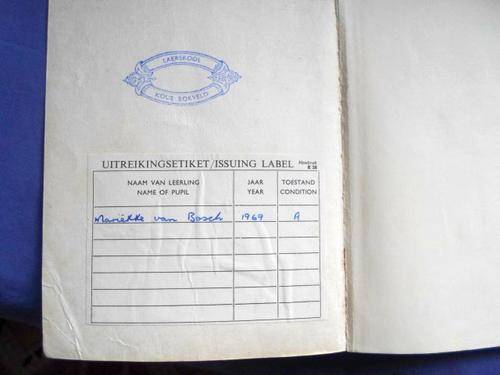 LAERSKOOL
KOUE BOKVELD
UITREIKINGSETIKET/ISSUING LABEL
NAAM VAN LEERLING
NAME OF PUPIL
JAAR
YEAR
TOESTAND
CONDITION
Mariëkke van Bosch 1969 A